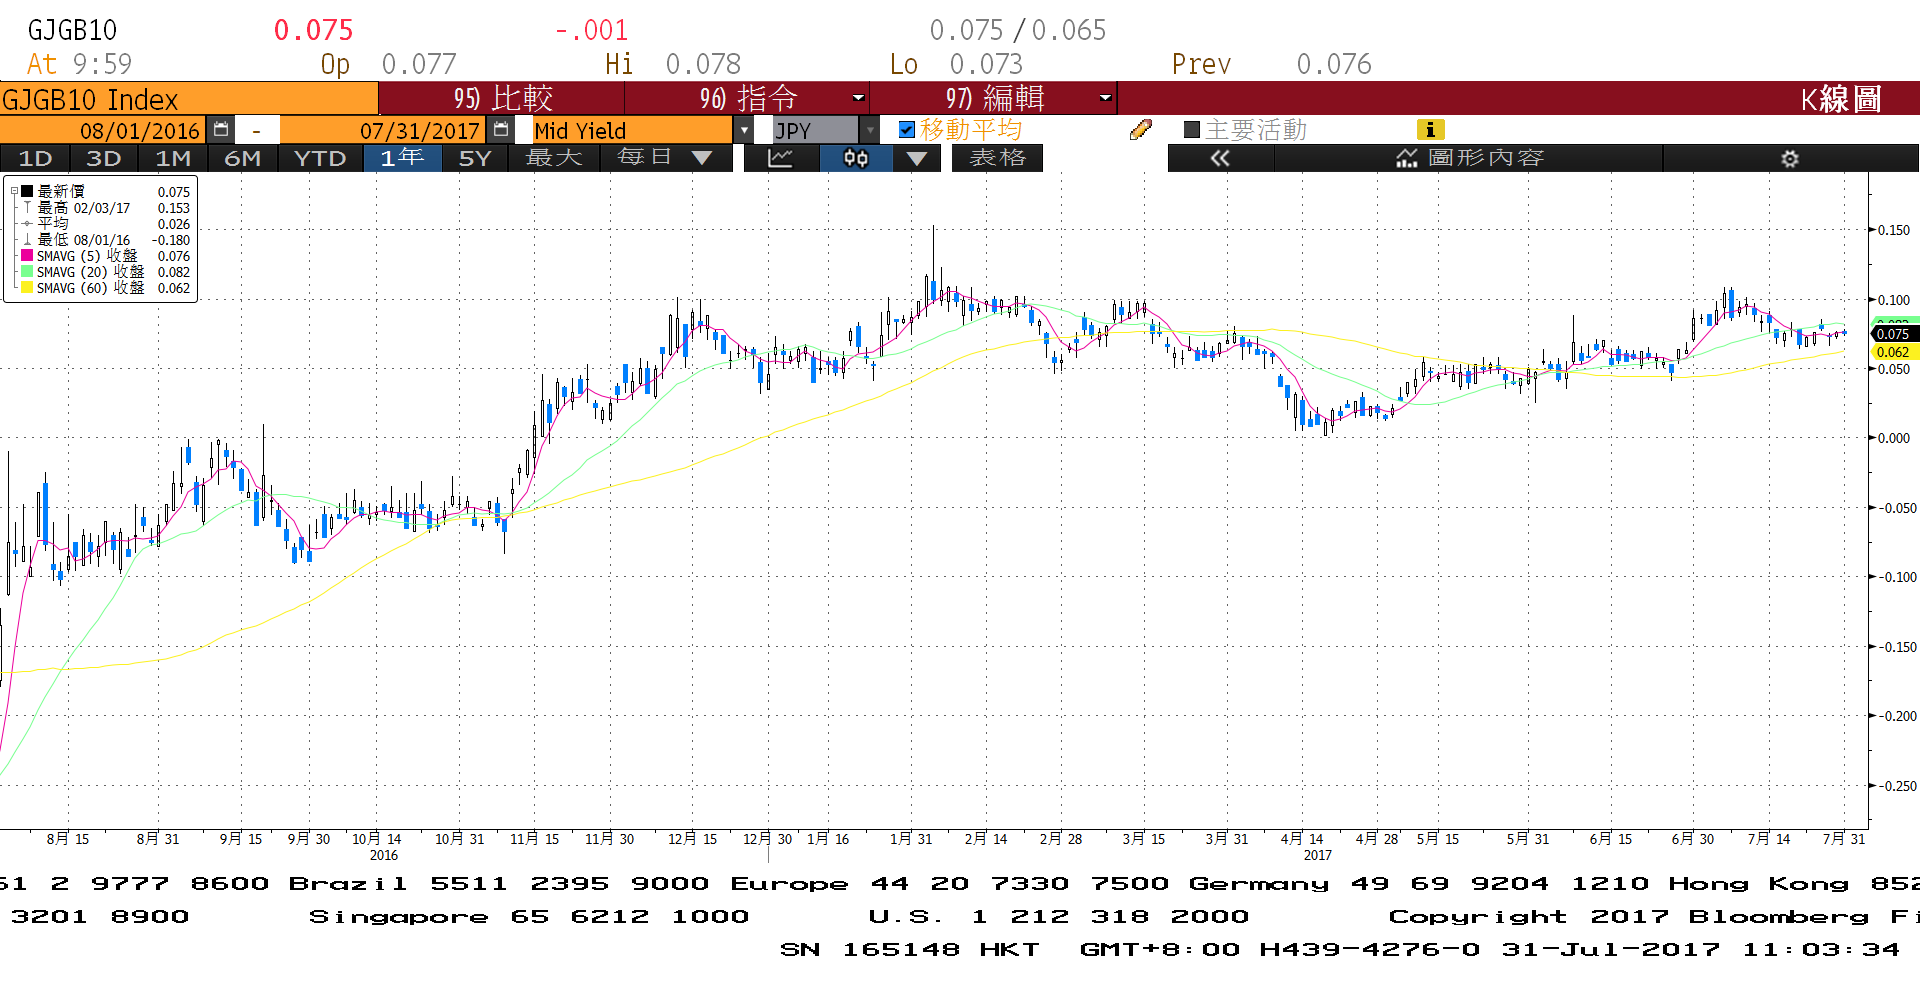 GJGB10 0.075 -.001 0.075 / 0.065
At 9:59 Op 0.077 Hi 0.078 Lo 0.073 Prev 0.076
GJGB10 Index 95) 比較 96) 指令 97) 編輯 K線圖
08/01/2016 - 07/31/2017 Mid Yield JPY 移動平均 主要活動
1D 3D 1M 6M YTD 1年 5Y 最大 每日 表格 圖形內容
最新價 0.075
最高 02/03/17 0.153
平均 0.026
最低 08/01/16 -0.180
SMAVG (5) 收盤 0.076
SMAVG (20) 收盤 0.082
SMAVG (60) 收盤 0.062
0.150
0.100
0.075
0.062
0.050
0.000
-0.050
-0.100
-0.150
-0.200
-0.250
8月 15 8月 31 9月 15 9月 30 10月 14 10月 31 11月 15 11月 30 12月 15 12月 30 1月 16 1月 31 2月 14 2月 28 3月 15 3月 31 4月 14 4月 28 5月 15 5月 31 6月 15 6月 30 7月 14 7月 31
2016 2017
61 2 9777 8600 Brazil 5511 2395 9000 Europe 44 20 7330 7500 Germany 49 69 9204 1210 Hong Kong 852
3201 8900 Singapore 65 6212 1000 U.S. 1 212 318 2000 Copyright 2017 Bloomberg Fi
SN 165148 HKT GMT+8:00 H439-4276-0 31-Jul-2017 11:03:34